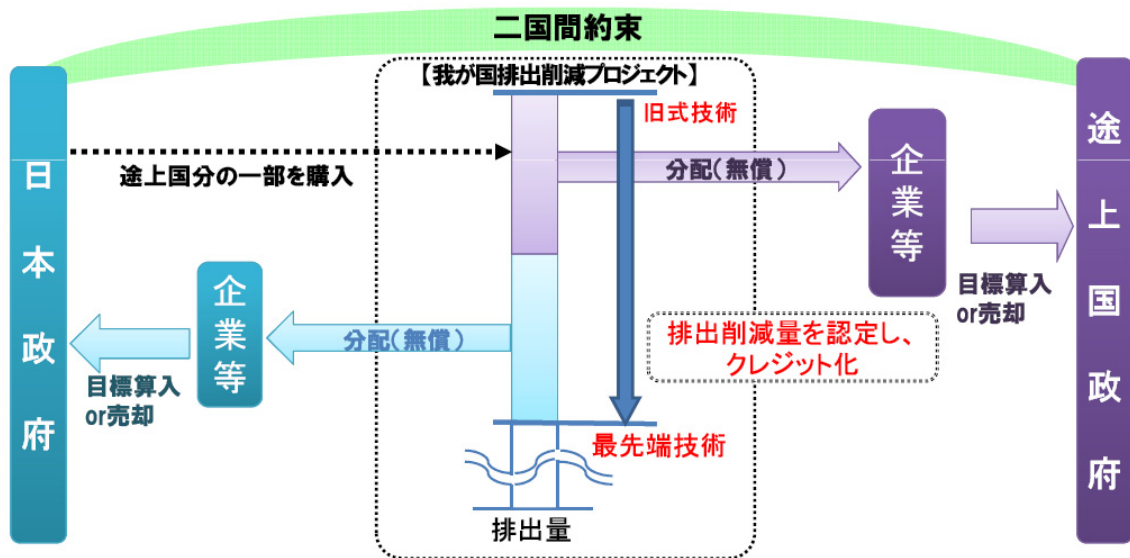 二国間約束
【我が国排出削減プロジェクト】
旧式技術
日本政府
途上国分の一部を購入
分配(無償)
企業等
途上国政府
目標算入
or売却
企業等
分配(無償)
目標算入
or売却
排出削減量を認定し、
クレジット化
最先端技術
排出量